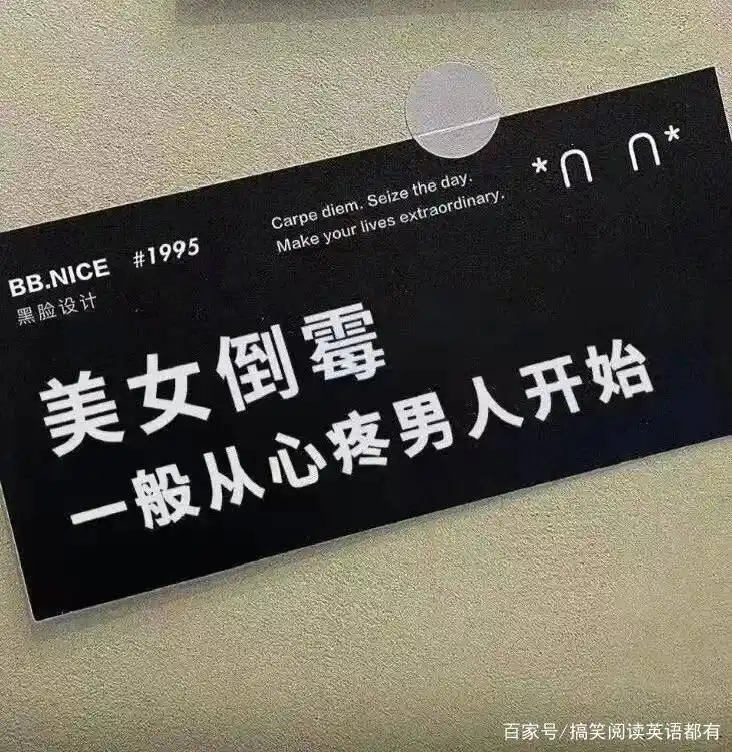 BB.NICE #1995
黑脸设计
Carpe diem. Seize the day.
Make your lives extraordinary.
*∩ ∩*
美女倒霉
一般从心疼男人开始
百家号/搞笑阅读英语都有